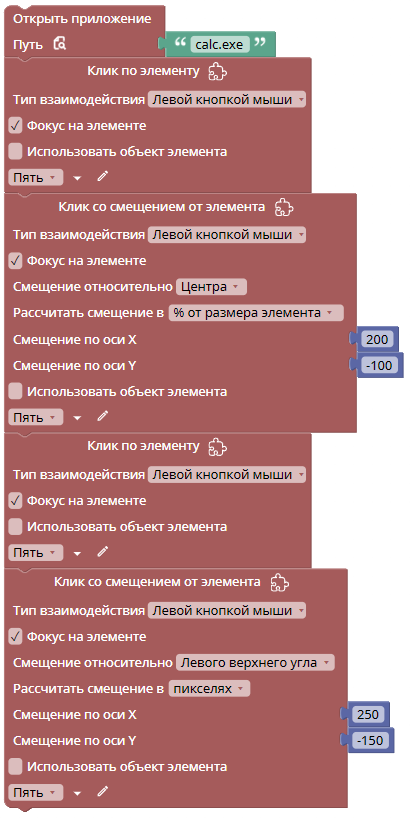 Открыть приложение
Путь “ calc.exe ”
Клик по элементу
Тип взаимодействия Левой кнопкой мыши
Фокус на элементе
Использовать объект элемента
Пять
Клик со смещением от элемента
Тип взаимодействия Левой кнопкой мыши
Фокус на элементе
Смещение относительно Центра
Рассчитать смещение в % от размера элемента
Смещение по оси X 200
Смещение по оси Y -100
Использовать объект элемента
Пять
Клик по элементу
Тип взаимодействия Левой кнопкой мыши
Фокус на элементе
Использовать объект элемента
Пять
Клик со смещением от элемента
Тип взаимодействия Левой кнопкой мыши
Фокус на элементе
Смещение относительно Левого верхнего угла
Рассчитать смещение в пикселях
Смещение по оси X 250
Смещение по оси Y -150
Использовать объект элемента
Пять